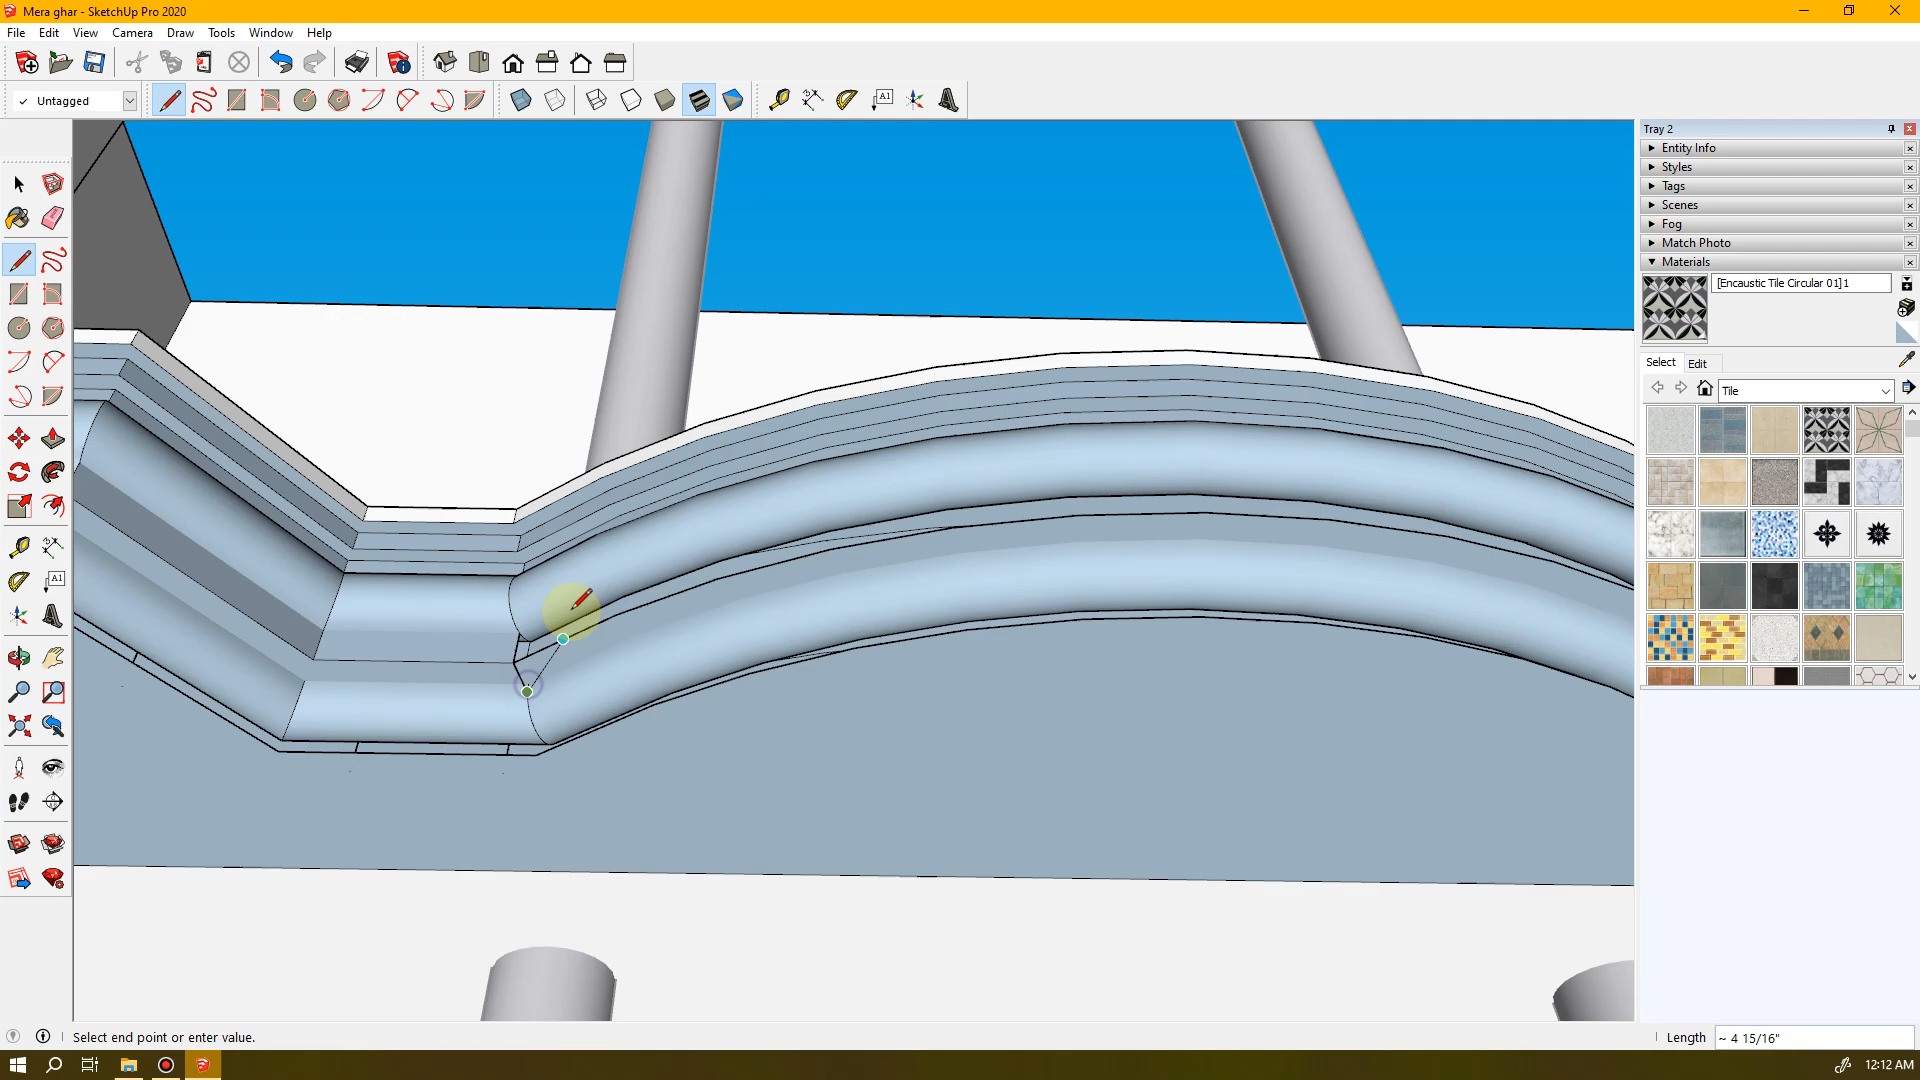 Mera ghar - SketchUp Pro 2020
File Edit View Camera Draw Tools Window Help
✓ Untagged
A1
Tray 2
Entity Info
Styles
Tags
Scenes
Fog
Match Photo
Materials
[Encaustic Tile Circular 01]1
Select Edit
Tile
A1
Select end point or enter value.
Length ~ 4 15/16"
12:12 AM